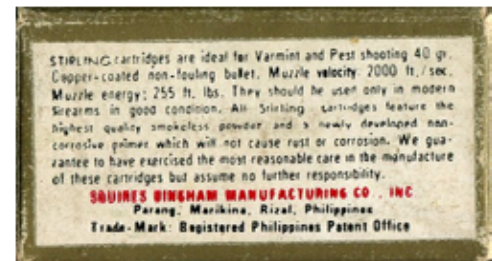 STIRLING cartridges are ideal for Varmint and Pest shooting 40 gr.
Copper-coated non-fouling bullet. Muzzle velocity 2000 ft./sec.
Muzzle energy: 255 ft. lbs. They should be used only in modern
firearms in good condition. All Stirling cartridges feature the
highest quality smokeless powder and a newly developed non-
corrosive primer which will not cause rust or corrosion. We gua-
rantee to have exercised the most reasonable care in the manufacture
of these cartridges but assume no further responsibility.
SQUIRES BINGHAM MANUFACTURING CO., INC
Parang, Marikina, Rizal, Philippines
Trade-Mark: Registered Philippines Patent Office